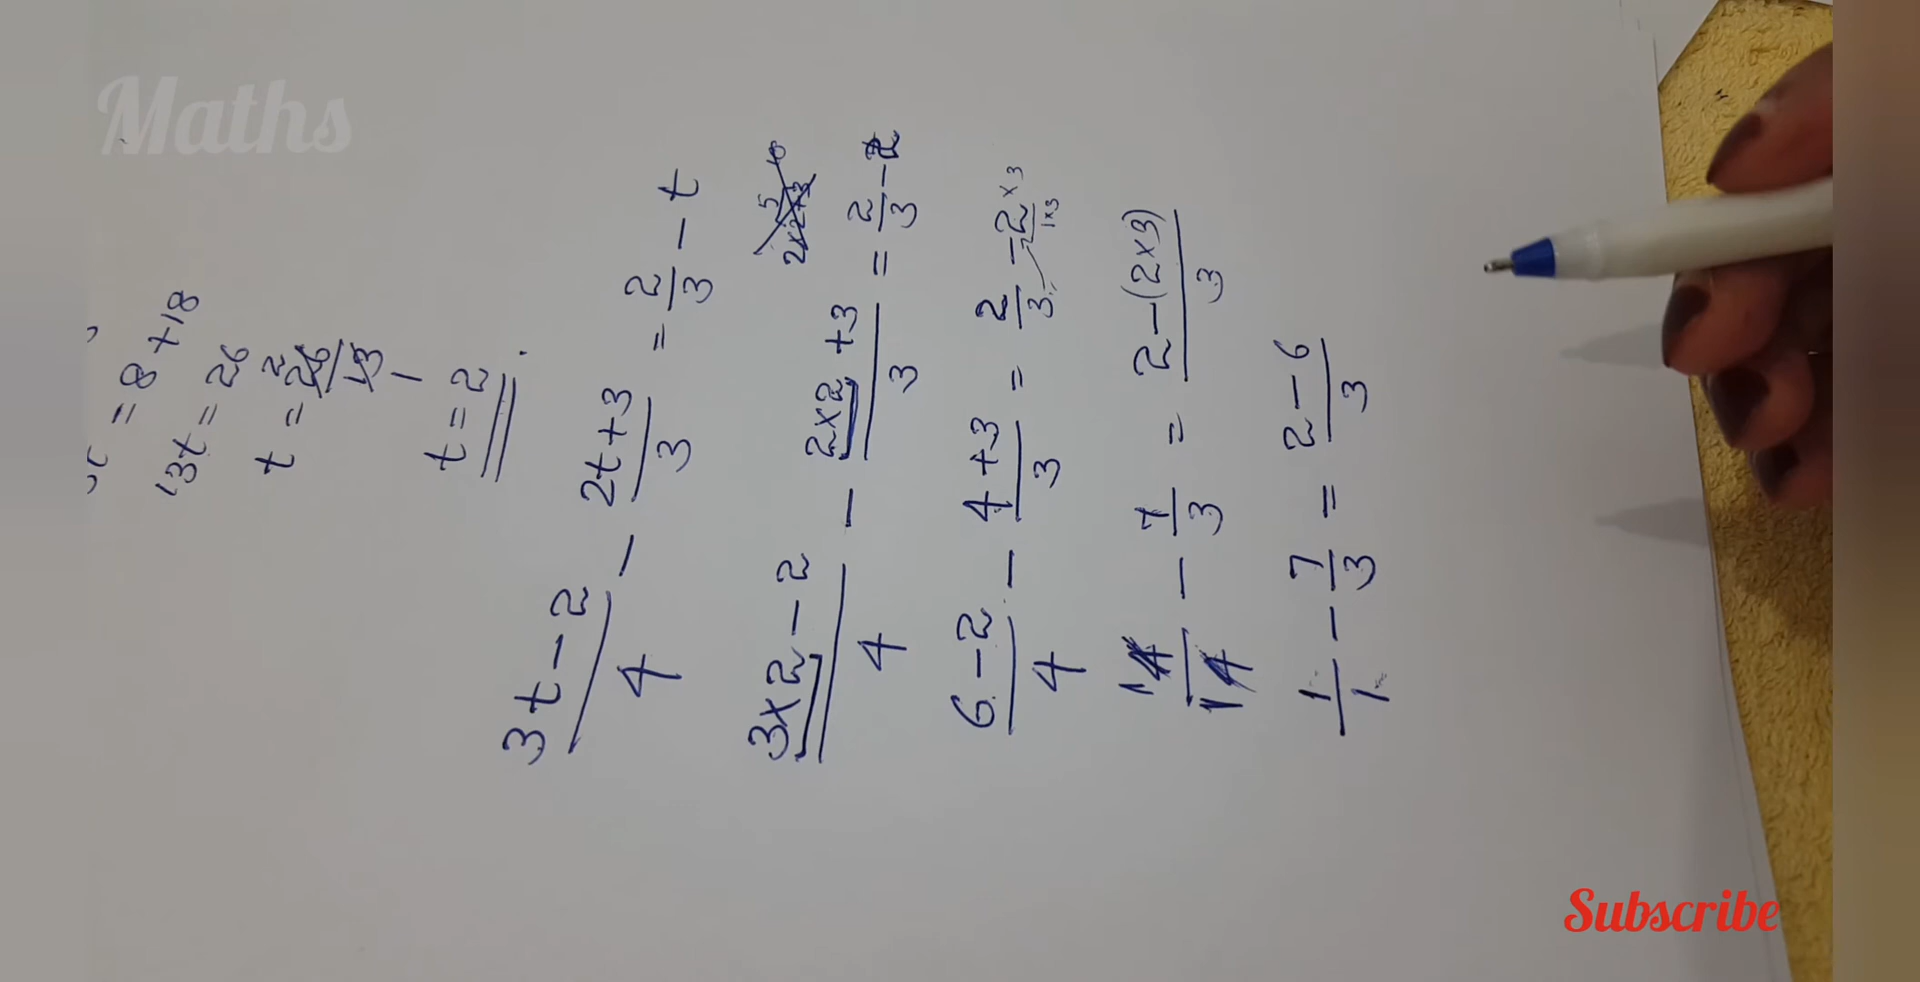 Maths
= 8 + 18
13t = 26
t = 26/13
t = 2
(3t - 2)/4 - (2t + 3)/3 = 2/3 - t
(3×2 - 2)/4 - (2×2 + 3)/3 = 2/3 - 2
(6 - 2)/4 - (4 + 3)/3 = 2/3 - (2×3)/(1×3)
4/4 - 7/3 = (2 - (2×3))/3
1/1 - 7/3 = (2 - 6)/3
Subscribe